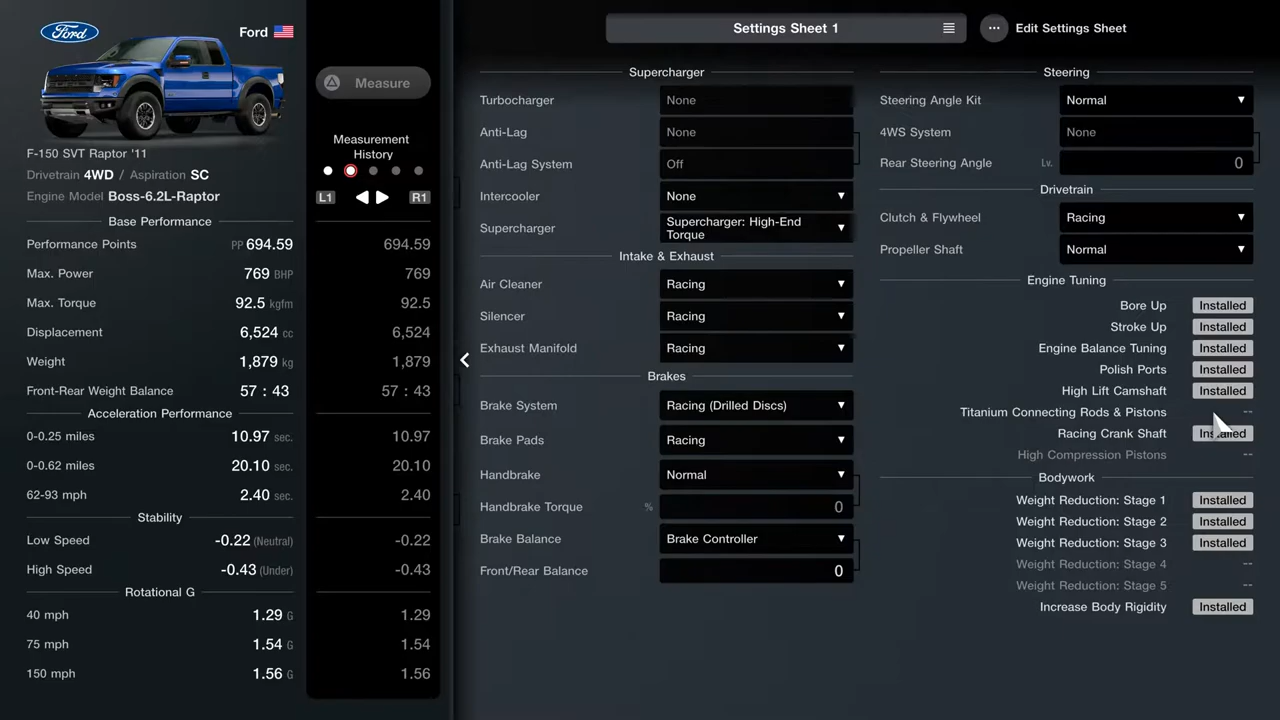 Ford
Ford
F-150 SVT Raptor '11
Drivetrain 4WD / Aspiration SC
Engine Model Boss-6.2L-Raptor
Base Performance
Performance Points PP 694.59
Max. Power 769 BHP
Max. Torque 92.5 kgfm
Displacement 6,524 cc
Weight 1,879 kg
Front-Rear Weight Balance 57 : 43
Acceleration Performance
0-0.25 miles 10.97 sec.
0-0.62 miles 20.10 sec.
62-93 mph 2.40 sec.
Stability
Low Speed -0.22 (Neutral)
High Speed -0.43 (Under)
Rotational G
40 mph 1.29 G
75 mph 1.54 G
150 mph 1.56 G
Measure
Measurement
History
L1 R1
694.59
769
92.5
6,524
1,879
57 : 43
10.97
20.10
2.40
-0.22
-0.43
1.29
1.54
1.56
Settings Sheet 1
Edit Settings Sheet
Supercharger
Turbocharger None
Anti-Lag None
Anti-Lag System Off
Intercooler None
Supercharger Supercharger: High-End
Torque
Intake & Exhaust
Air Cleaner Racing
Silencer Racing
Exhaust Manifold Racing
Brakes
Brake System Racing (Drilled Discs)
Brake Pads Racing
Handbrake Normal
Handbrake Torque % 0
Brake Balance Brake Controller
Front/Rear Balance 0
Steering
Steering Angle Kit Normal
4WS System None
Rear Steering Angle Lv. 0
Drivetrain
Clutch & Flywheel Racing
Propeller Shaft Normal
Engine Tuning
Bore Up Installed
Stroke Up Installed
Engine Balance Tuning Installed
Polish Ports Installed
High Lift Camshaft Installed
Titanium Connecting Rods & Pistons --
Racing Crank Shaft Installed
High Compression Pistons --
Bodywork
Weight Reduction: Stage 1 Installed
Weight Reduction: Stage 2 Installed
Weight Reduction: Stage 3 Installed
Weight Reduction: Stage 4 --
Weight Reduction: Stage 5 --
Increase Body Rigidity Installed